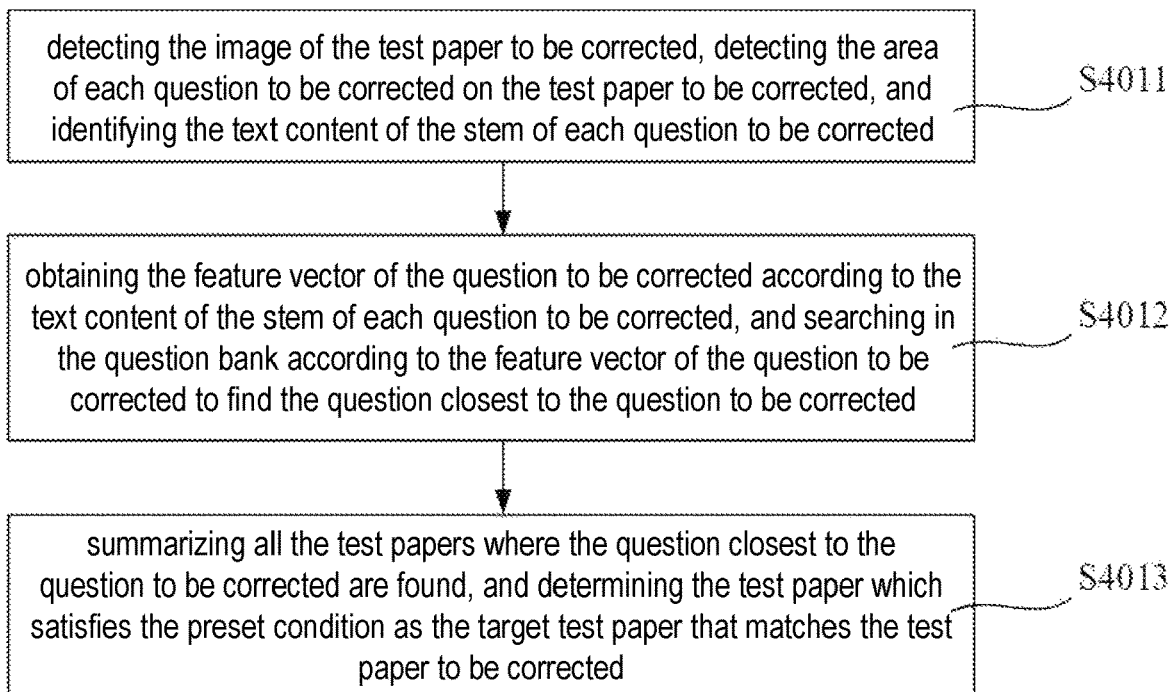 detecting the image of the test paper to be corrected, detecting the area
of each question to be corrected on the test paper to be corrected, and
identifying the text content of the stem of each question to be corrected
S4011
obtaining the feature vector of the question to be corrected according to the
text content of the stem of each question to be corrected, and searching in
the question bank according to the feature vector of the question to be
corrected to find the question closest to the question to be corrected
S4012
summarizing all the test papers where the question closest to the
question to be corrected are found, and determining the test paper which
satisfies the preset condition as the target test paper that matches the test
paper to be corrected
S4013